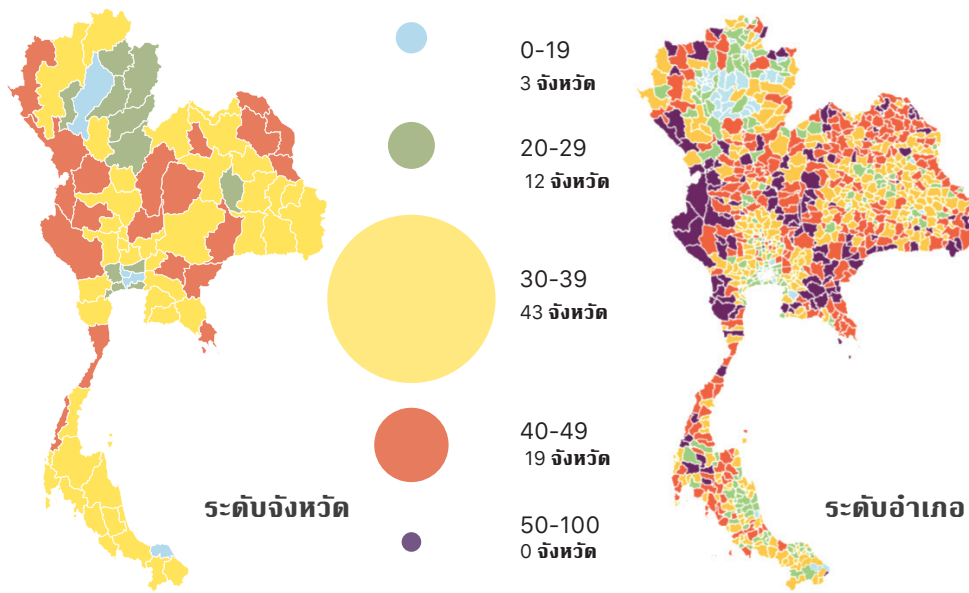 0-19
3 จังหวัด
20-29
12 จังหวัด
30-39
43 จังหวัด
40-49
19 จังหวัด
50-100
0 จังหวัด
ระดับจังหวัด
ระดับอำเภอ